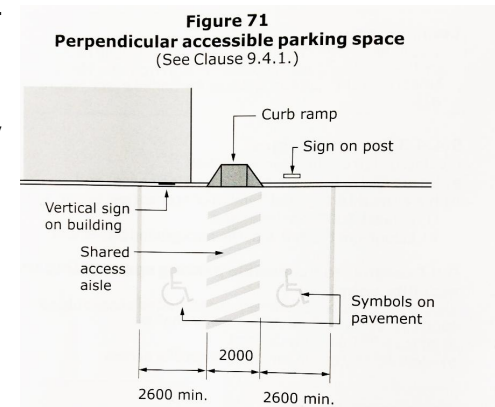 Figure 71
Perpendicular accessible parking space
(See Clause 9.4.1.)
Curb ramp
Sign on post
Vertical sign
on building
Shared
access
aisle
Symbols on
pavement
2000
2600 min.
2600 min.